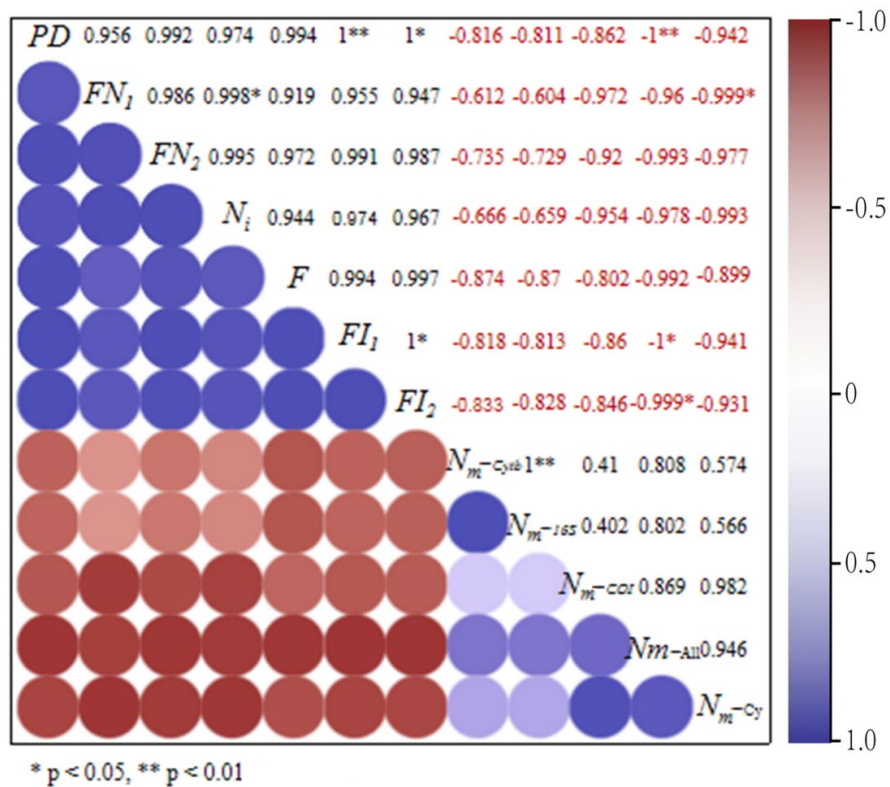 PD 0.956 0.992 0.974 0.994 1** 1* -0.816 -0.811 -0.862 -1** -0.942
FN1 0.986 0.998* 0.919 0.955 0.947 -0.612 -0.604 -0.972 -0.96 -0.999*
FN2 0.995 0.972 0.991 0.987 -0.735 -0.729 -0.92 -0.993 -0.977
Ni 0.944 0.974 0.967 -0.666 -0.659 -0.954 -0.978 -0.993
F 0.994 0.997 -0.874 -0.87 -0.802 -0.992 -0.899
FI1 1* -0.818 -0.813 -0.86 -1* -0.941
FI2 -0.833 -0.828 -0.846 -0.999* -0.931
Nm-Cytb 1** 0.41 0.808 0.574
Nm-16S 0.402 0.802 0.566
Nm-COI 0.869 0.982
Nm-All 0.946
Nm-Cy
* p < 0.05, ** p < 0.01
-1.0
-0.5
0
0.5
1.0